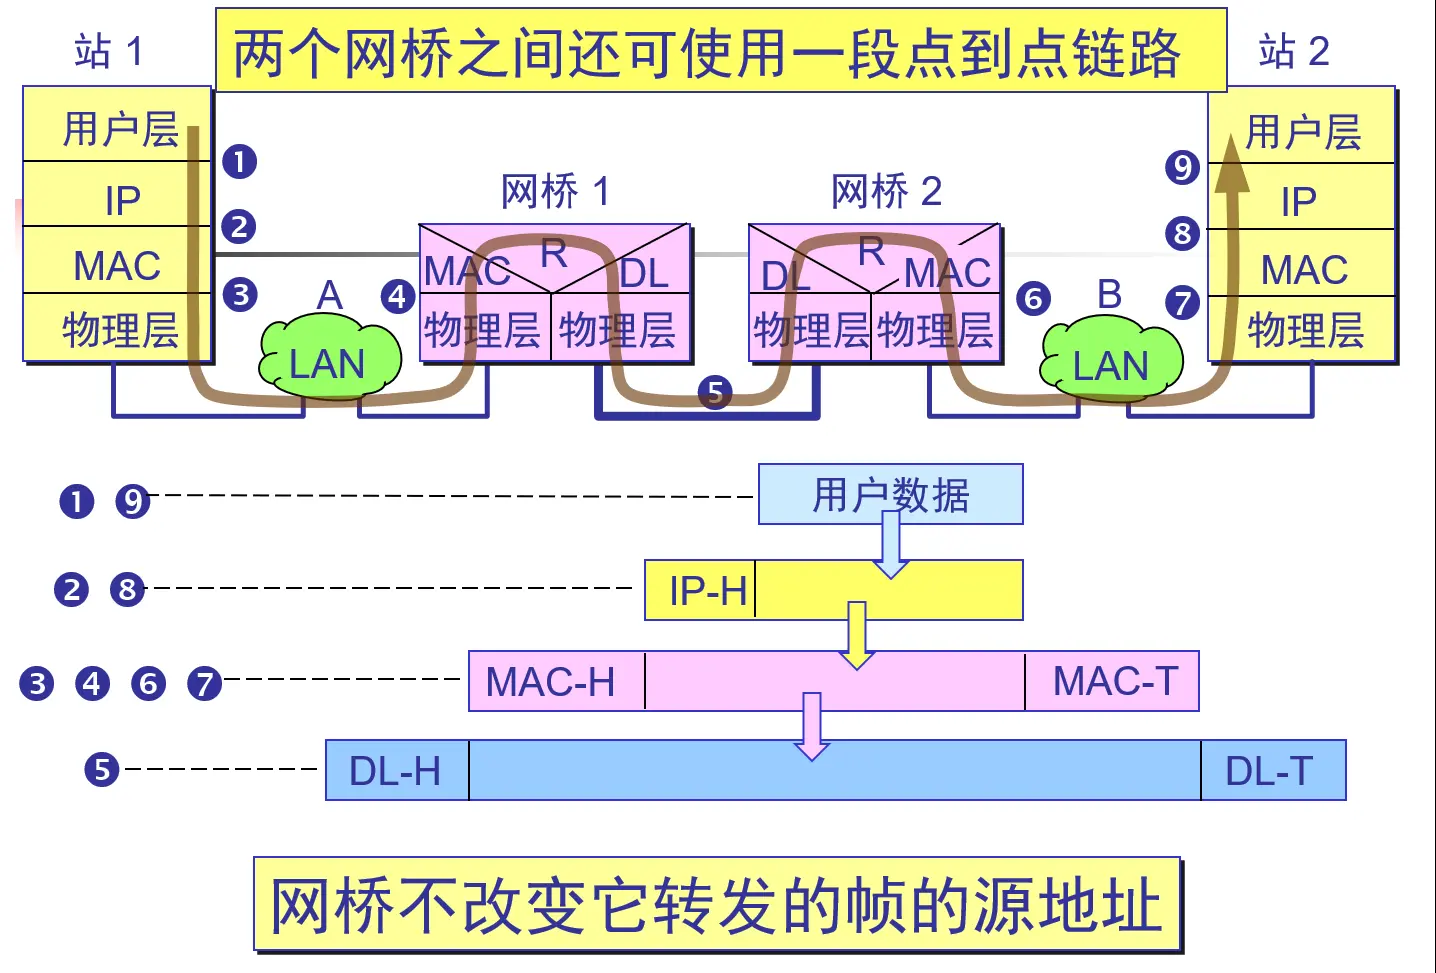 两个网桥之间还可使用一段点到点链路
站 1
站 2
用户层
IP
MAC
物理层
❶
❷
❸
A
LAN
❹
网桥 1
MAC
R
DL
物理层
物理层
❺
网桥 2
DL
R
MAC
物理层
物理层
❻
B
LAN
❾
❽
❼
用户层
IP
MAC
物理层
❶ ❾
用户数据
❷ ❽
IP-H
❸ ❹ ❻ ❼
MAC-H
MAC-T
❺
DL-H
DL-T
网桥不改变它转发的帧的源地址